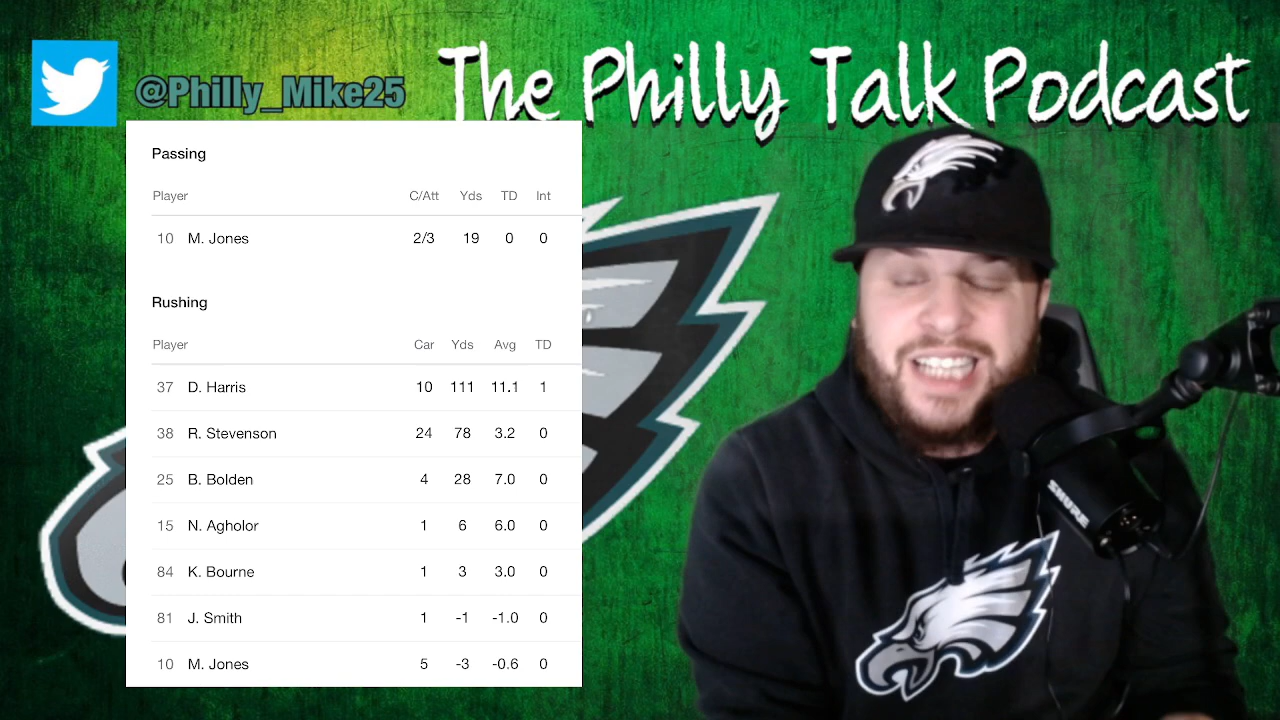 @Philly_Mike25
The Philly Talk Podcast
Passing
Player C/Att Yds TD Int
10 M. Jones 2/3 19 0 0
Rushing
Player Car Yds Avg TD
37 D. Harris 10 111 11.1 1
38 R. Stevenson 24 78 3.2 0
25 B. Bolden 4 28 7.0 0
15 N. Agholor 1 6 6.0 0
84 K. Bourne 1 3 3.0 0
81 J. Smith 1 -1 -1.0 0
10 M. Jones 5 -3 -0.6 0
SHURE